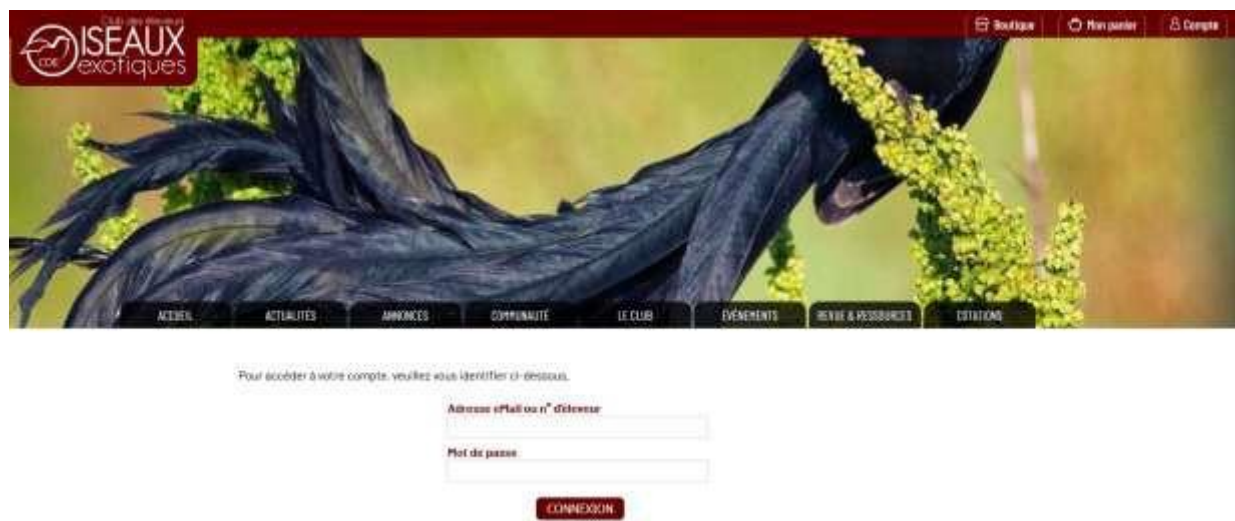 Club des éleveurs
OISEAUX
exotiques
CDE
Boutique
Mon panier
Compte
ACCUEIL
ACTUALITÉS
ANNONCES
COMMUNAUTÉ
LE CLUB
ÉVÉNEMENTS
REVUE & RESSOURCES
COTATIONS
Pour accéder à votre compte, veuillez vous identifier ci-dessous.
Adresse eMail ou n° d'éleveur
Mot de passe
CONNEXION